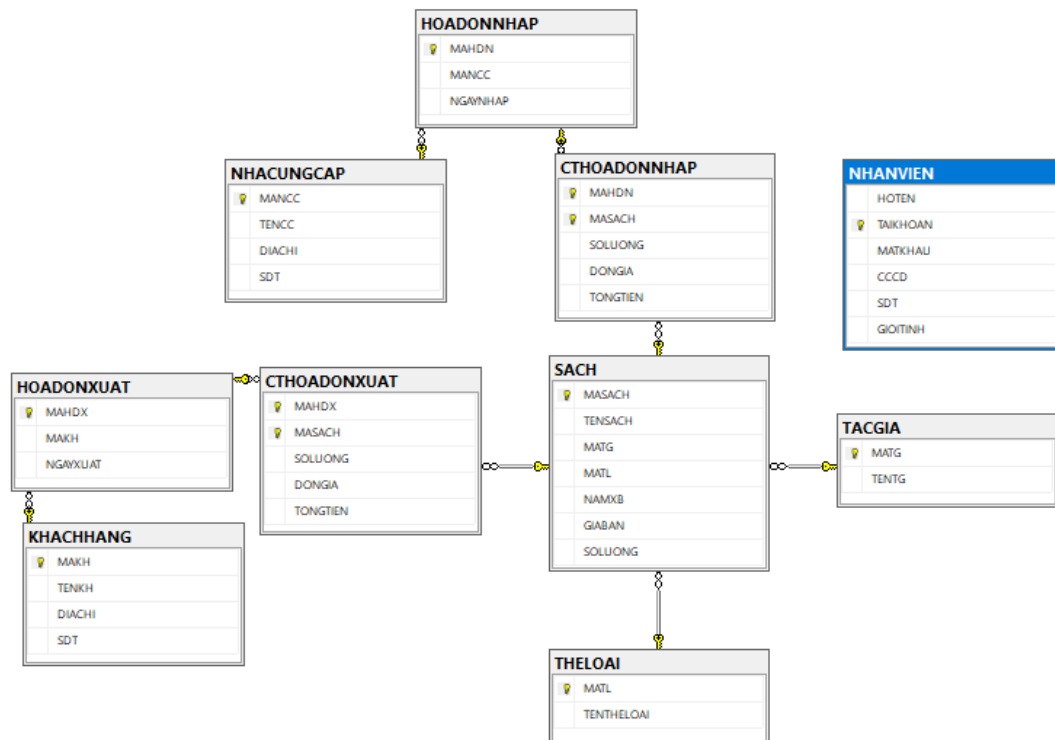 HOADONNHAP
MAHDN
MANCC
NGAYNHAP
NHACUNGCAP
MANCC
TENCC
DIACHI
SDT
CTHOADONNHAP
MAHDN
MASACH
SOLUONG
DONGIA
TONGTIEN
NHANVIEN
HOTEN
TAIKHOAN
MATKHAU
CCCD
SDT
GIOITINH
HOADONXUAT
MAHDX
MAKH
NGAYXUAT
CTHOADONXUAT
MAHDX
MASACH
SOLUONG
DONGIA
TONGTIEN
SACH
MASACH
TENSACH
MATG
MATL
NAMXB
GIABAN
SOLUONG
TACGIA
MATG
TENTG
KHACHHANG
MAKH
TENKH
DIACHI
SDT
THELOAI
MATL
TENTHELOAI